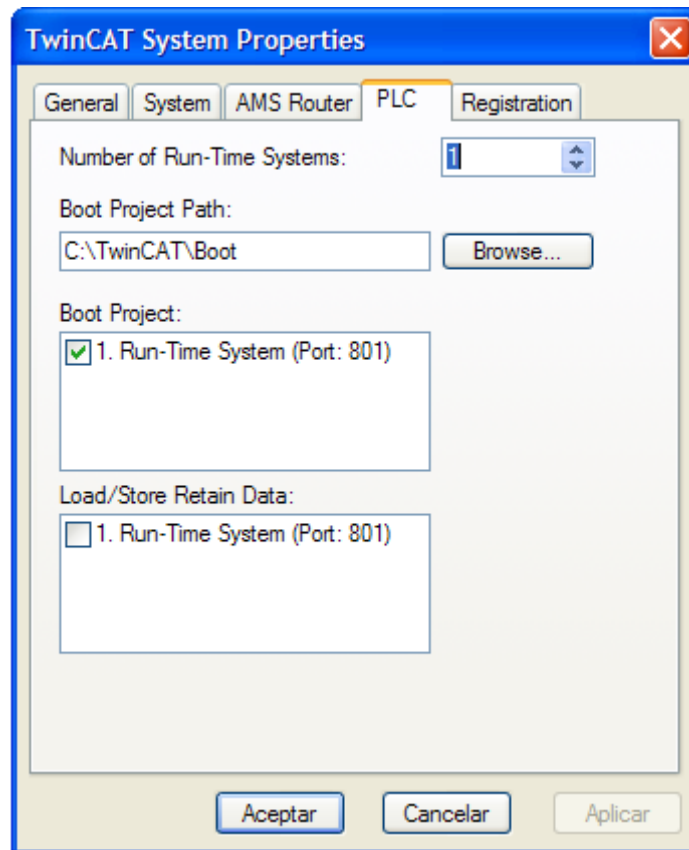 TwinCAT System Properties
General System AMS Router PLC Registration
Number of Run-Time Systems: 1
Boot Project Path:
C:\TwinCAT\Boot Browse...
Boot Project:
1. Run-Time System (Port: 801)
Load/Store Retain Data:
1. Run-Time System (Port: 801)
Aceptar Cancelar Aplicar